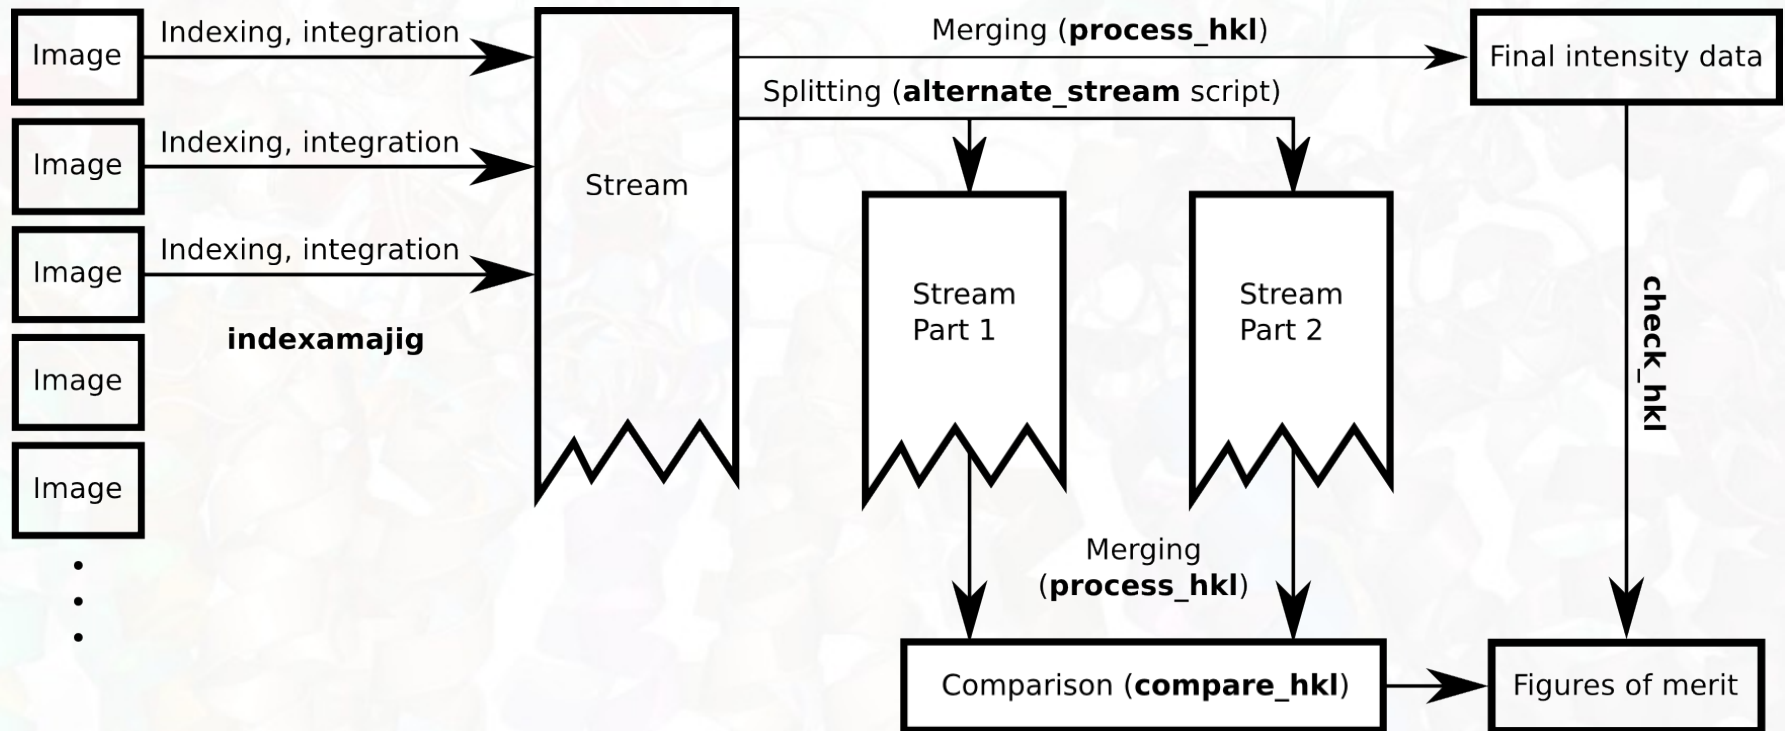 Image
Indexing, integration
Image
Indexing, integration
Image
Indexing, integration
indexamajig
Image
Image
Stream
Merging (process_hkl)
Splitting (alternate_stream script)
Final intensity data
Stream
Part 1
Stream
Part 2
check_hkl
Merging
(process_hkl)
Comparison (compare_hkl)
Figures of merit